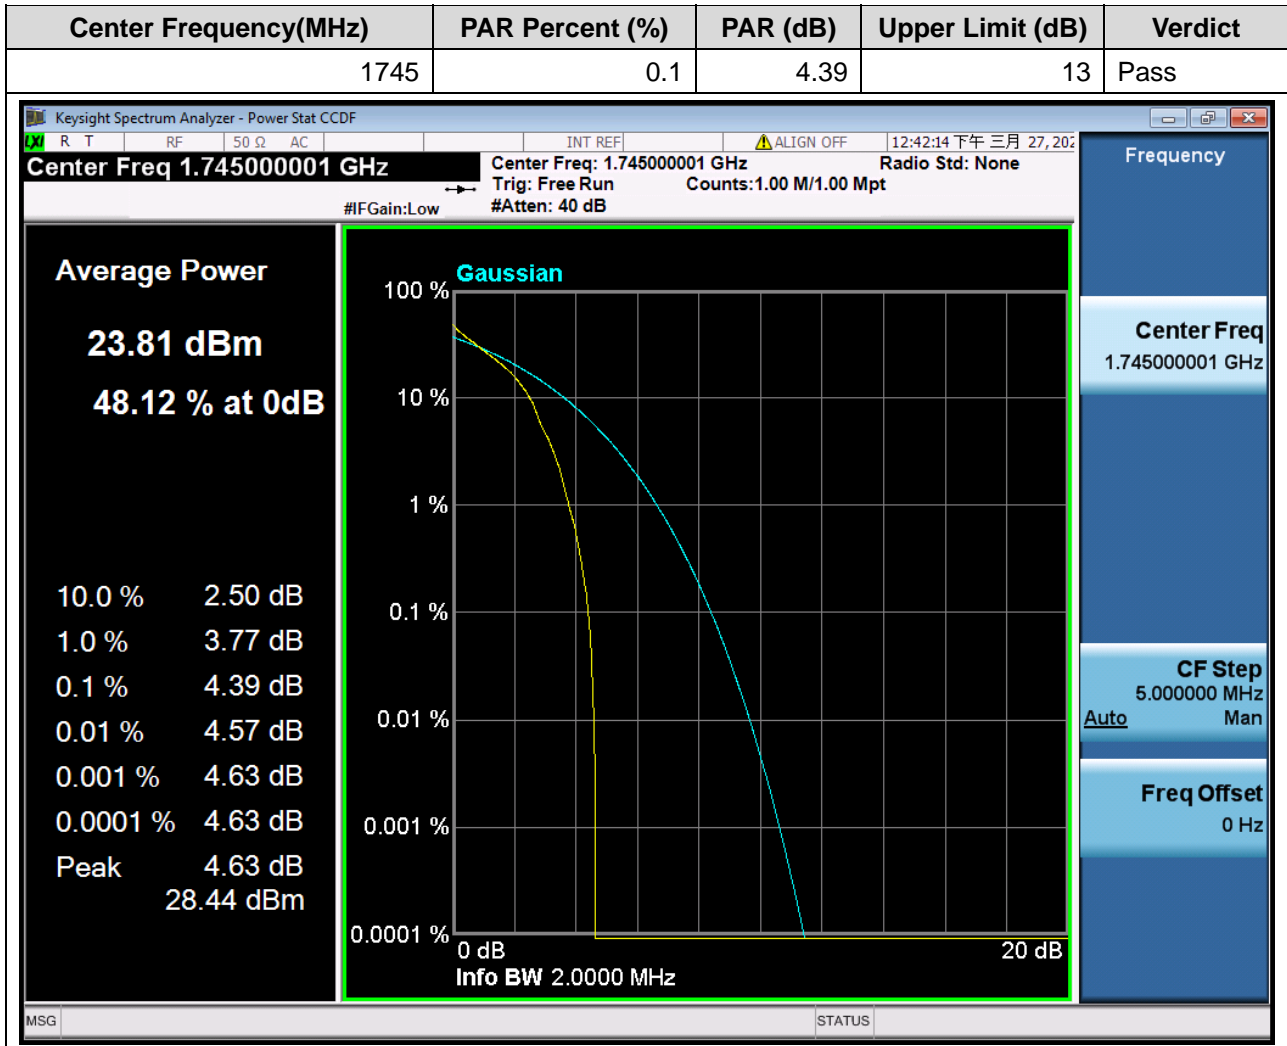 Center Frequency(MHz) PAR Percent (%) PAR (dB) Upper Limit (dB) Verdict
1745 0.1 4.39 13 Pass
Keysight Spectrum Analyzer - Power Stat CCDF
LXI R T RF 50 Ω AC INT REF ALIGN OFF 12:42:14 下午 三月 27, 202
Center Freq 1.745000001 GHz
Center Freq: 1.745000001 GHz Radio Std: None
Trig: Free Run Counts:1.00 M/1.00 Mpt
#IFGain:Low #Atten: 40 dB
Average Power
23.81 dBm
48.12 % at 0dB
10.0 % 2.50 dB
1.0 % 3.77 dB
0.1 % 4.39 dB
0.01 % 4.57 dB
0.001 % 4.63 dB
0.0001 % 4.63 dB
Peak 4.63 dB
28.44 dBm
Gaussian
100 %
10 %
1 %
0.1 %
0.01 %
0.001 %
0.0001 %
0 dB 20 dB
Info BW 2.0000 MHz
Frequency
Center Freq
1.745000001 GHz
CF Step
5.000000 MHz
Auto Man
Freq Offset
0 Hz
MSG STATUS